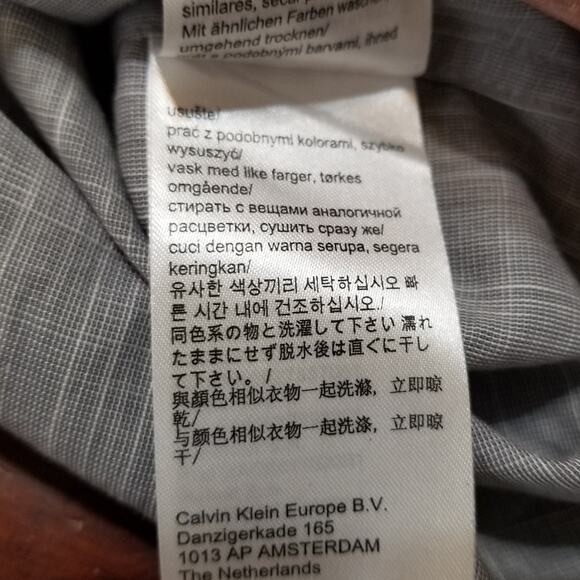 similares, secar
Mit ähnlichen Farben waschen,
umgehend trocknen/
podobnými barvami, ihned
usušte/
prać z podobnymi kolorami, szybko
wysuszyć/
vask med like farger, tørkes
omgående/
стирать с вещами аналогичной
расцветки, сушить сразу же/
cuci dengan warna serupa, segera
keringkan/
유사한 색상끼리 세탁하십시오 빠
른 시간 내에 건조하십시오./
同色系の物と洗濯して下さい 濡れ
たままにせず脱水後は直ぐに干し
て下さい。/
與顏色相似衣物一起洗滌，立即晾
乾/
与颜色相似衣物一起洗涤，立即晾
干/
Calvin Klein Europe B.V.
Danzigerkade 165
1013 AP AMSTERDAM
The Netherlands